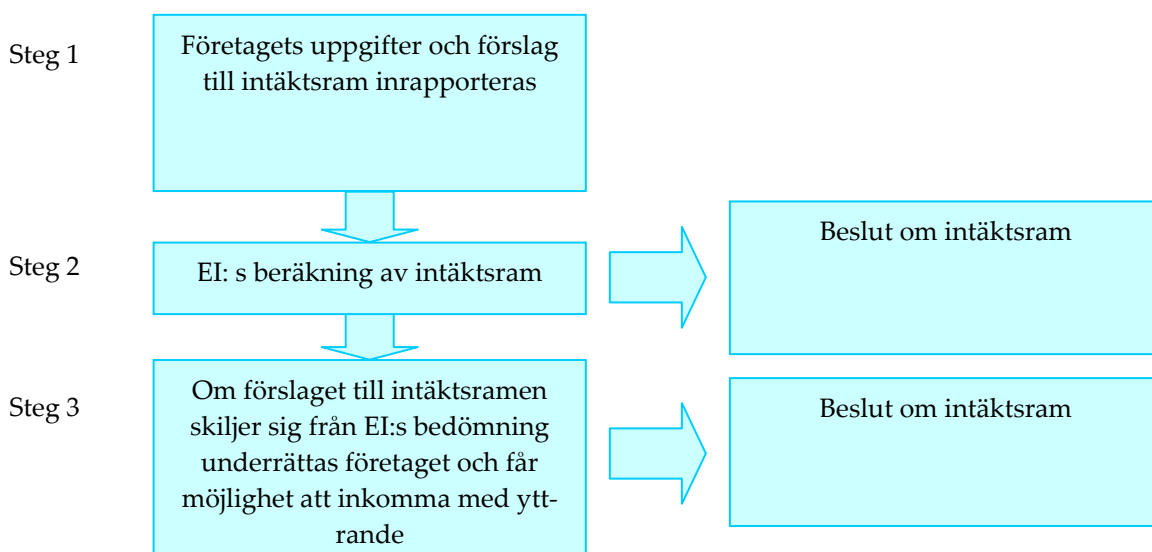 Steg 1
Företagets uppgifter och förslag
till intäktsram inrapporteras
Steg 2
EI: s beräkning av intäktsram
Beslut om intäktsram
Steg 3
Om förslaget till intäktsramen
skiljer sig från EI:s bedömning
underrättas företaget och får
möjlighet att inkomma med ytt-
rande
Beslut om intäktsram